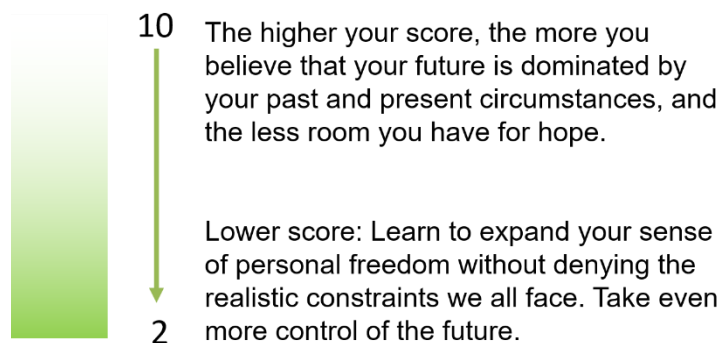 10
The higher your score, the more you
believe that your future is dominated by
your past and present circumstances, and
the less room you have for hope.
Lower score: Learn to expand your sense
of personal freedom without denying the
realistic constraints we all face. Take even
more control of the future.
2